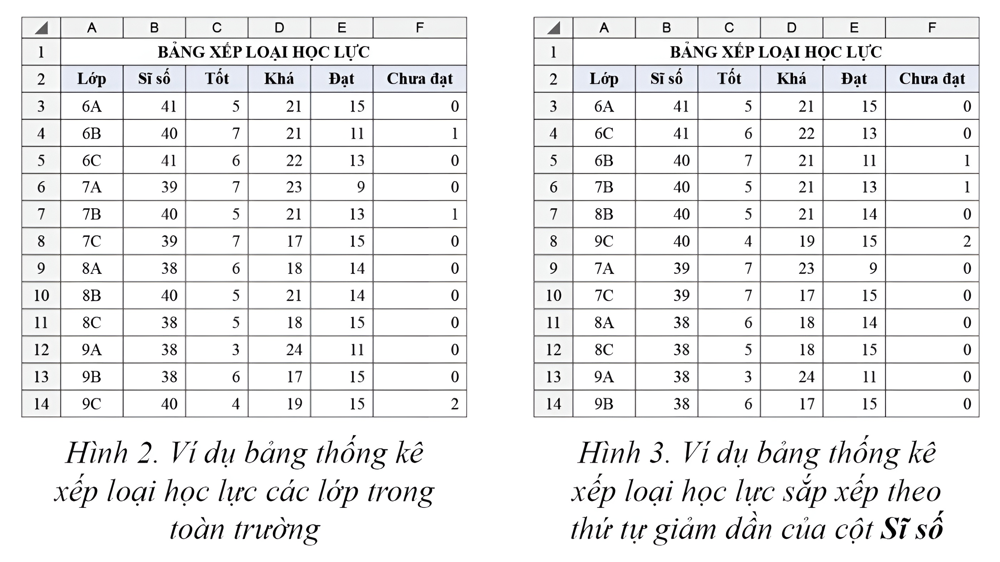 A B C D E F
1 BẢNG XẾP LOẠI HỌC LỰC
2 Lớp Sĩ số Tốt Khá Đạt Chưa đạt
3 6A 41 5 21 15 0
4 6B 40 7 21 11 1
5 6C 41 6 22 13 0
6 7A 39 7 23 9 0
7 7B 40 5 21 13 1
8 7C 39 7 17 15 0
9 8A 38 6 18 14 0
10 8B 40 5 21 14 0
11 8C 38 5 18 15 0
12 9A 38 3 24 11 0
13 9B 38 6 17 15 0
14 9C 40 4 19 15 2
Hình 2. Ví dụ bảng thống kê
xếp loại học lực các lớp trong
toàn trường
A B C D E F
1 BẢNG XẾP LOẠI HỌC LỰC
2 Lớp Sĩ số Tốt Khá Đạt Chưa đạt
3 6A 41 5 21 15 0
4 6C 41 6 22 13 0
5 6B 40 7 21 11 1
6 7B 40 5 21 13 1
7 8B 40 5 21 14 0
8 9C 40 4 19 15 2
9 7A 39 7 23 9 0
10 7C 39 7 17 15 0
11 8A 38 6 18 14 0
12 8C 38 5 18 15 0
13 9A 38 3 24 11 0
14 9B 38 6 17 15 0
Hình 3. Ví dụ bảng thống kê
xếp loại học lực sắp xếp theo
thứ tự giảm dần của cột Sĩ số